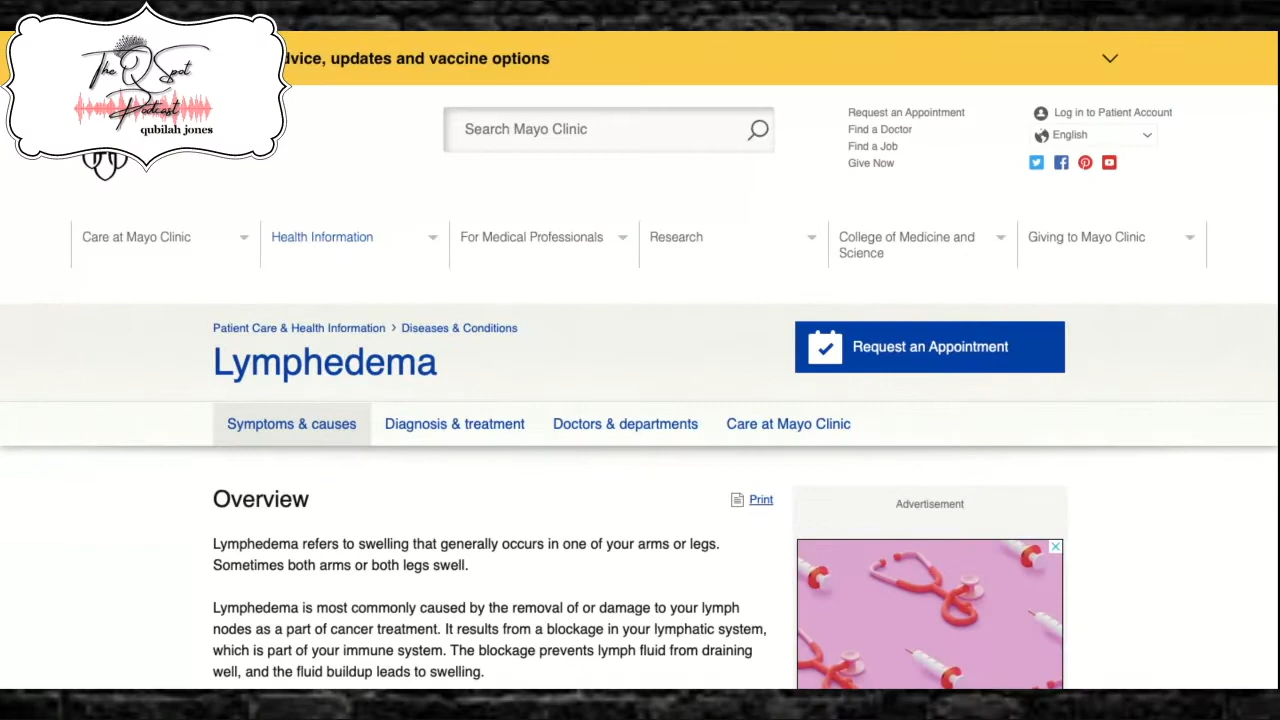 The Q Spot
Podcast
qubilah jones
dvice, updates and vaccine options
Search Mayo Clinic
Request an Appointment
Find a Doctor
Find a Job
Give Now
Log in to Patient Account
English
Care at Mayo Clinic
Health Information
For Medical Professionals
Research
College of Medicine and
Science
Giving to Mayo Clinic
Patient Care & Health Information › Diseases & Conditions
Lymphedema
Request an Appointment
Symptoms & causes
Diagnosis & treatment
Doctors & departments
Care at Mayo Clinic
Overview
Print
Advertisement
Lymphedema refers to swelling that generally occurs in one of your arms or legs.
Sometimes both arms or both legs swell.
Lymphedema is most commonly caused by the removal of or damage to your lymph
nodes as a part of cancer treatment. It results from a blockage in your lymphatic system,
which is part of your immune system. The blockage prevents lymph fluid from draining
well, and the fluid buildup leads to swelling.